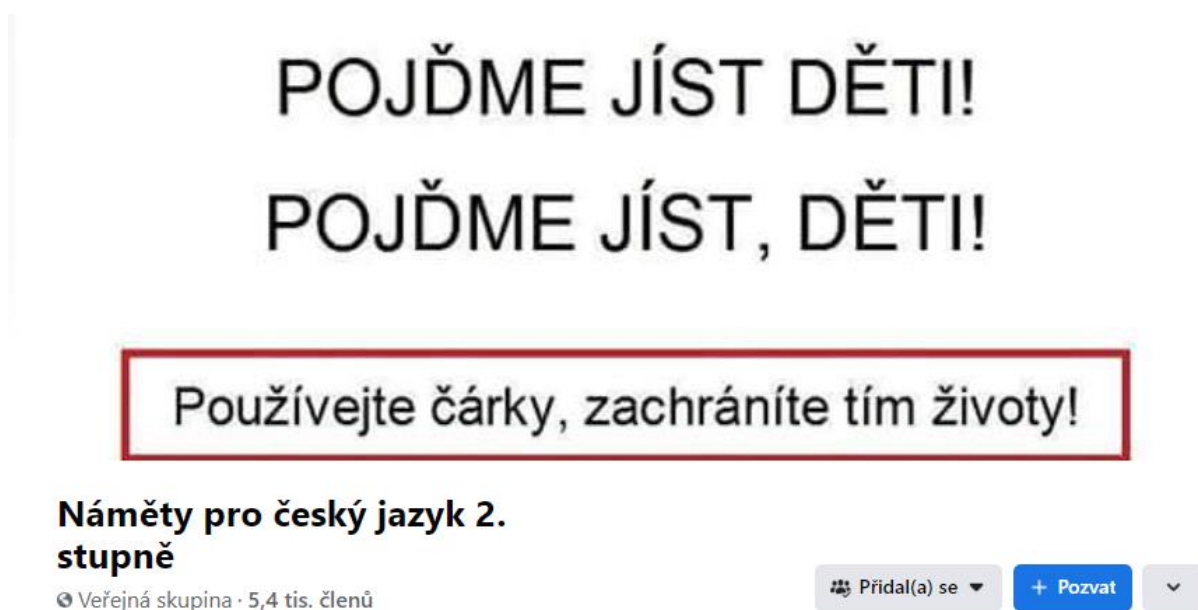 POJĎME JÍST DĚTI!
POJĎME JÍST, DĚTI!
Používejte čárky, zachráníte tím životy!
Náměty pro český jazyk 2.
stupně
Veřejná skupina · 5,4 tis. členů
Přidal(a) se
+ Pozvat